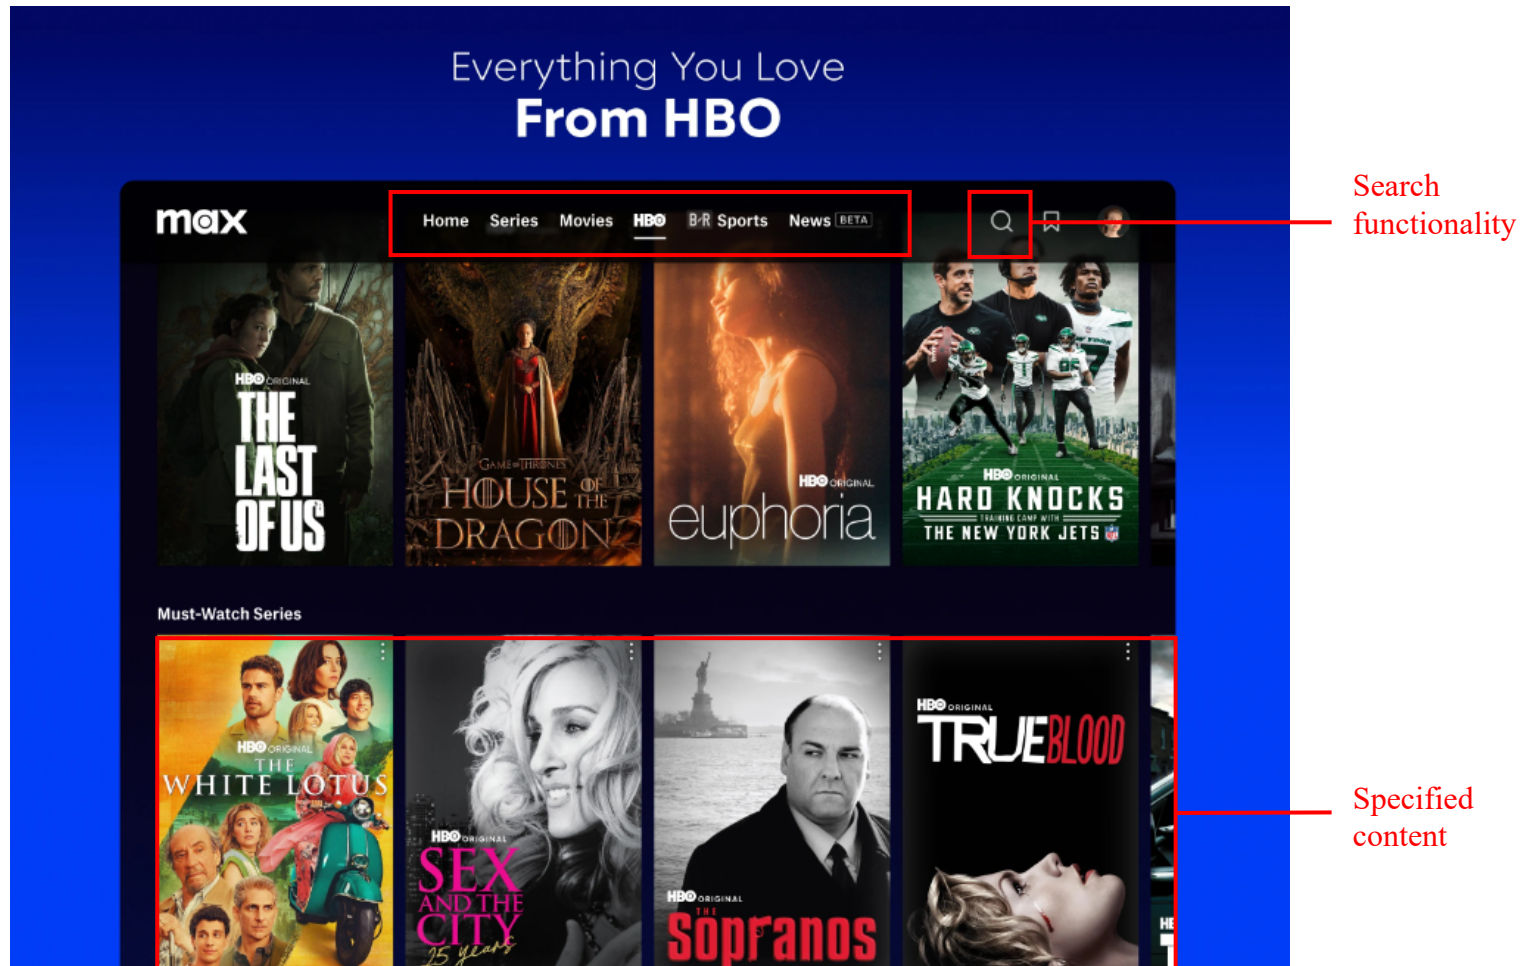 Everything You Love
From HBO
max
Home Series Movies HBO B/R Sports News BETA
Search
functionality
HBO ORIGINAL
THE
LAST
OF US
GAME OF THRONES
HOUSE OF THE
DRAGON
HBO ORIGINAL
euphoria
HBO ORIGINAL
HARD KNOCKS
TRAINING CAMP WITH
THE NEW YORK JETS
Must-Watch Series
HBO ORIGINAL
THE
WHITE LOTUS
HBO ORIGINAL
SEX
AND THE
CITY
25 years
HBO ORIGINAL
THE
Sopranos
HBO ORIGINAL
TRUE BLOOD
Specified
content